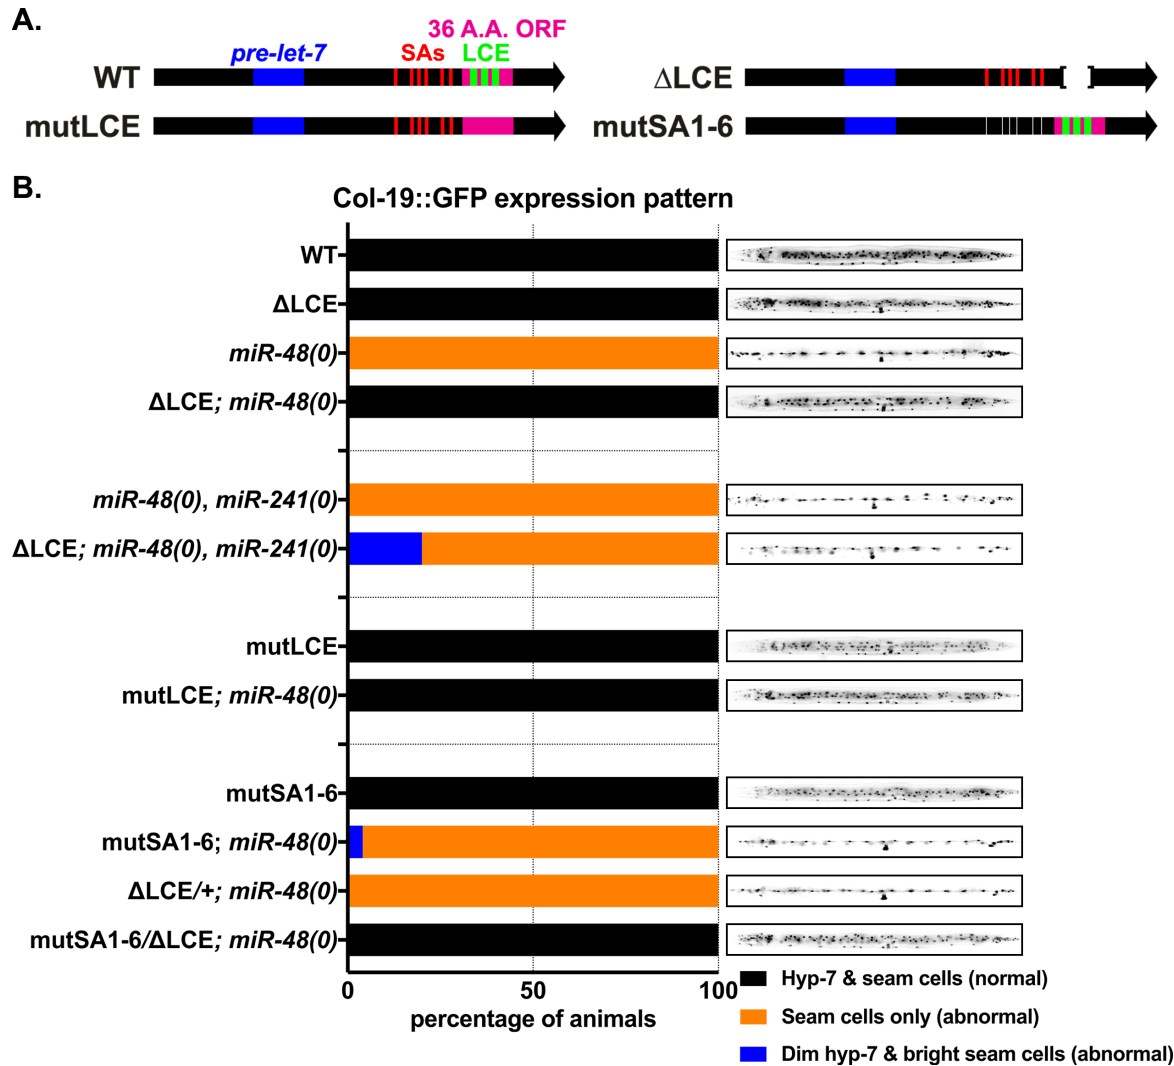 A.
36 A.A. ORF
pre-let-7 SAs LCE
WT
ΔLCE
mutLCE
mutSA1-6
B.
Col-19::GFP expression pattern
WT
ΔLCE
miR-48(0)
ΔLCE; miR-48(0)
miR-48(0), miR-241(0)
ΔLCE; miR-48(0), miR-241(0)
mutLCE
mutLCE; miR-48(0)
mutSA1-6
mutSA1-6; miR-48(0)
ΔLCE/+; miR-48(0)
mutSA1-6/ΔLCE; miR-48(0)
0 50 100
percentage of animals
Hyp-7 & seam cells (normal)
Seam cells only (abnormal)
Dim hyp-7 & bright seam cells (abnormal)